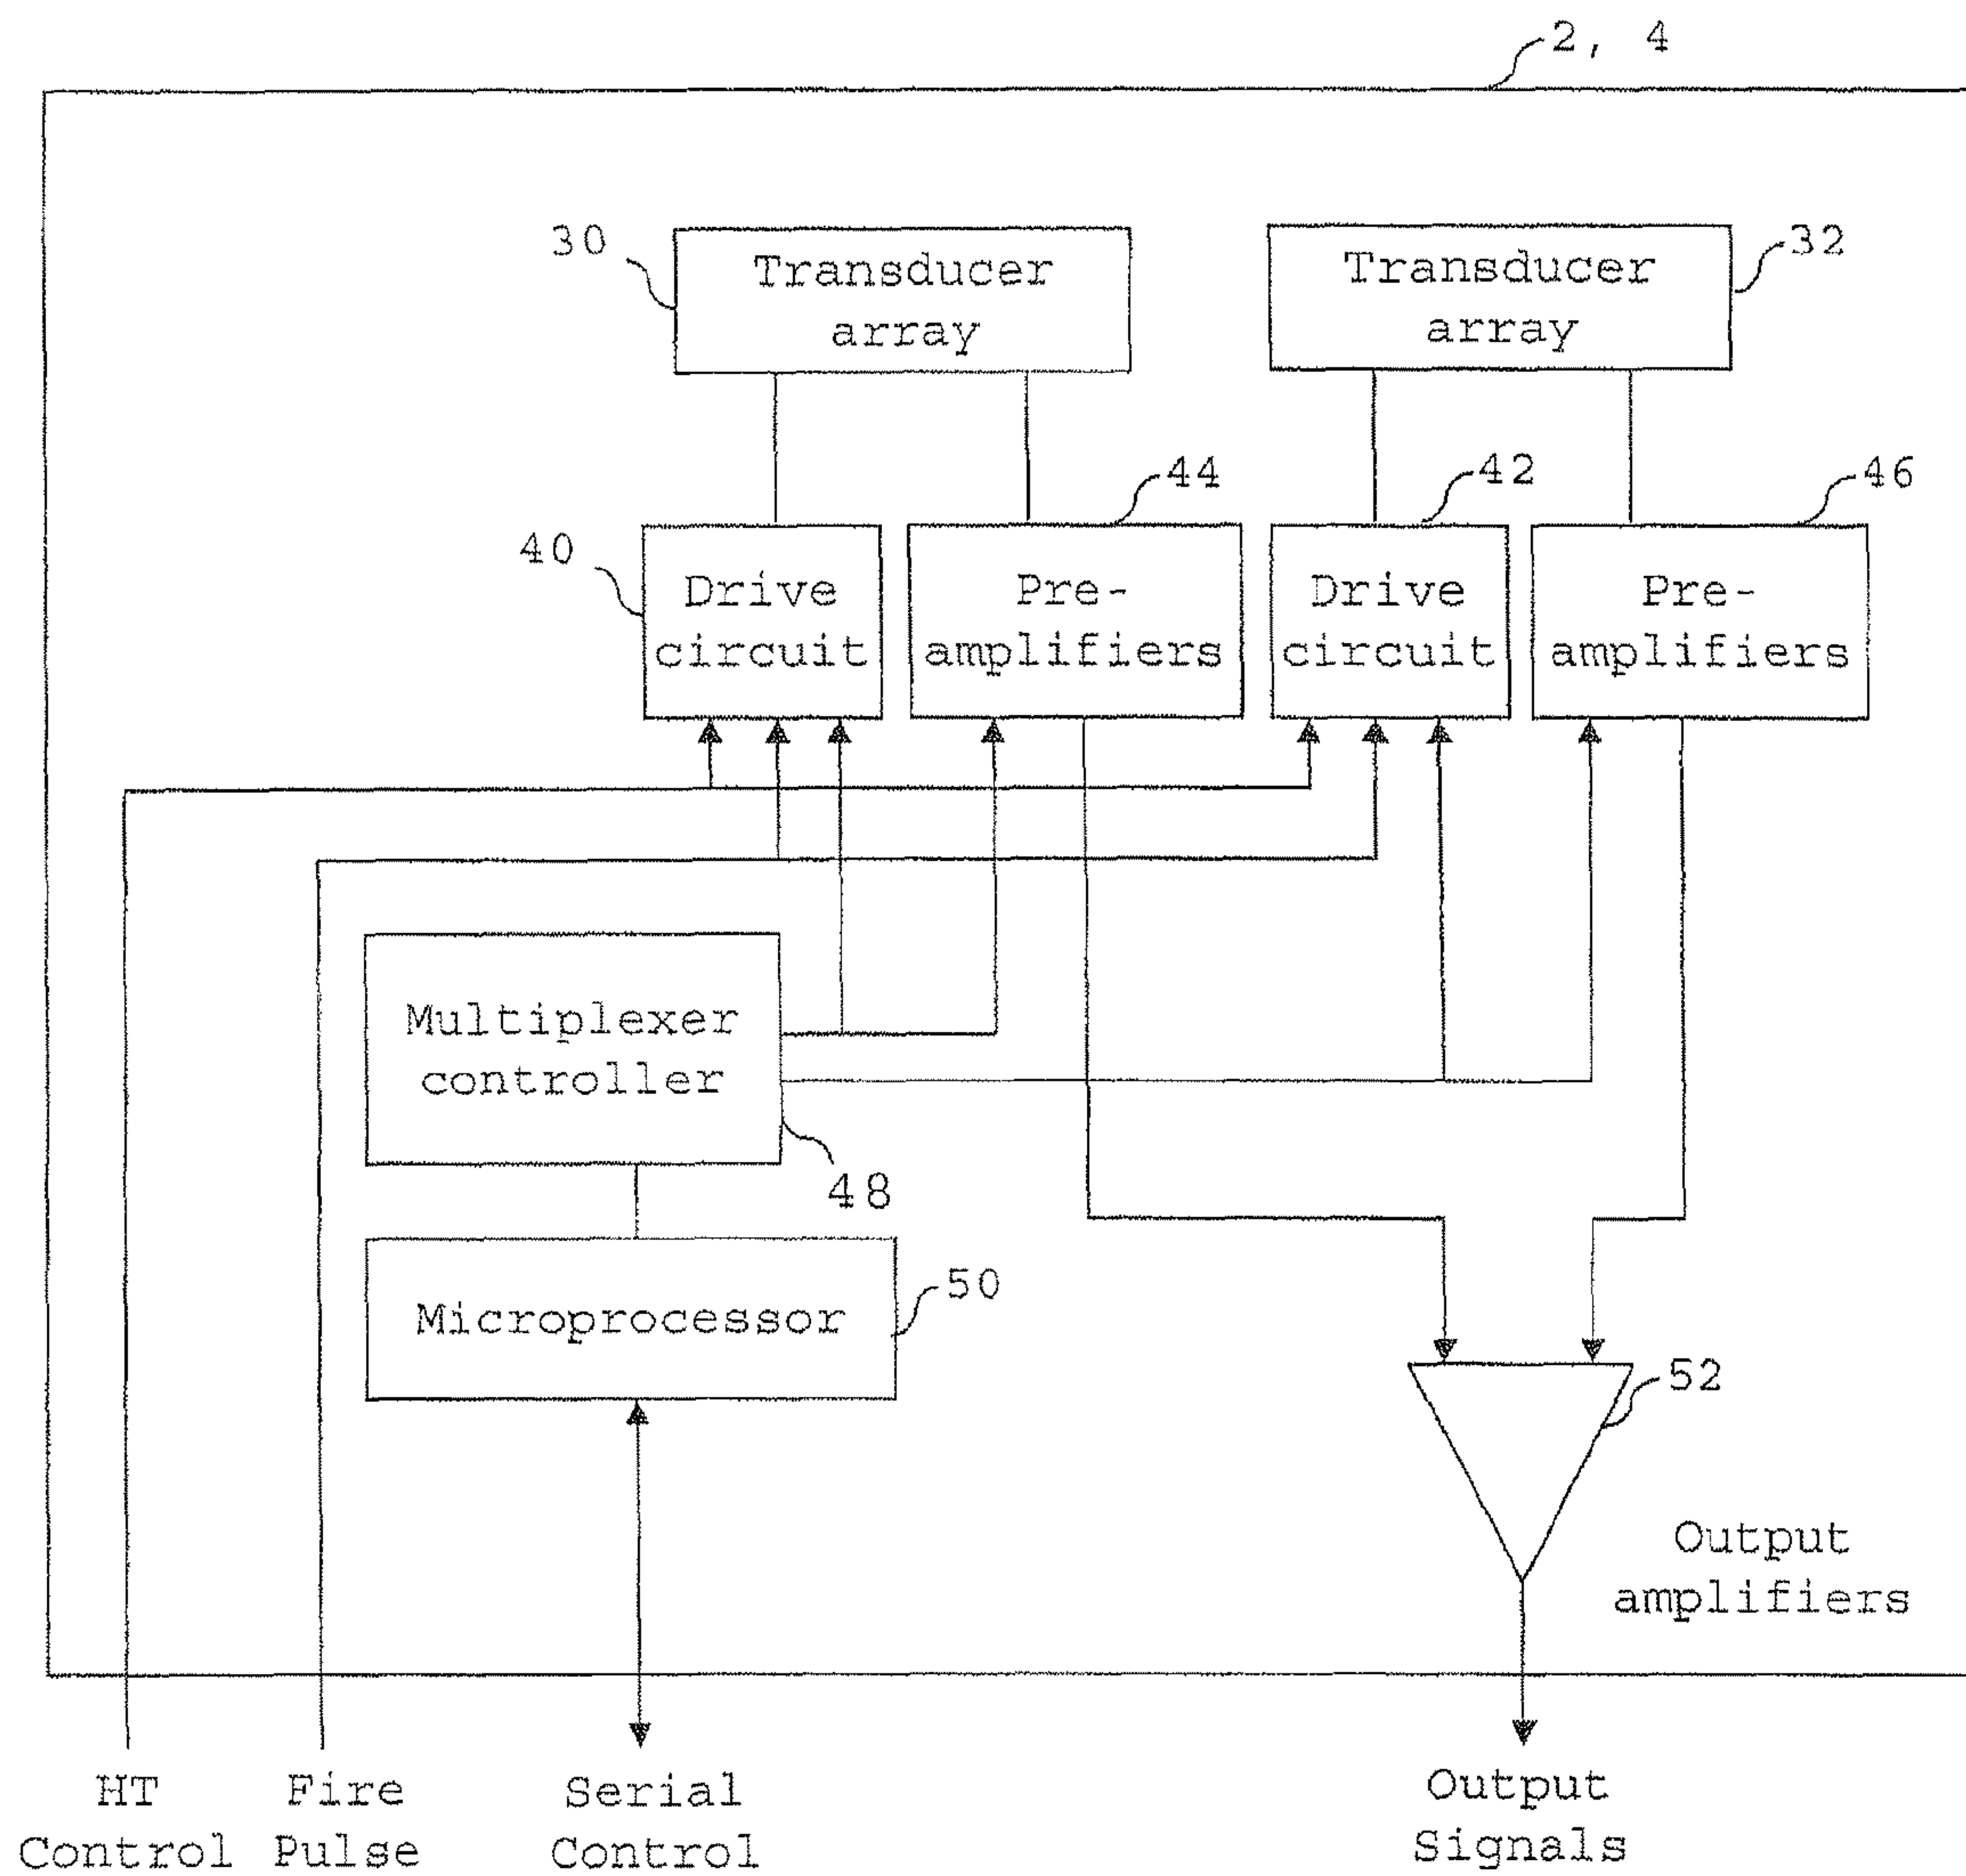 2, 4
30
Transducer
array
Transducer
array
32
40
44
42
46
Drive
circuit
Pre-
amplifiers
Drive
circuit
Pre-
amplifiers
Multiplexer
controller
48
Microprocessor
50
52
Output
amplifiers
HT
Control
Fire
Pulse
Serial
Control
Output
Signals